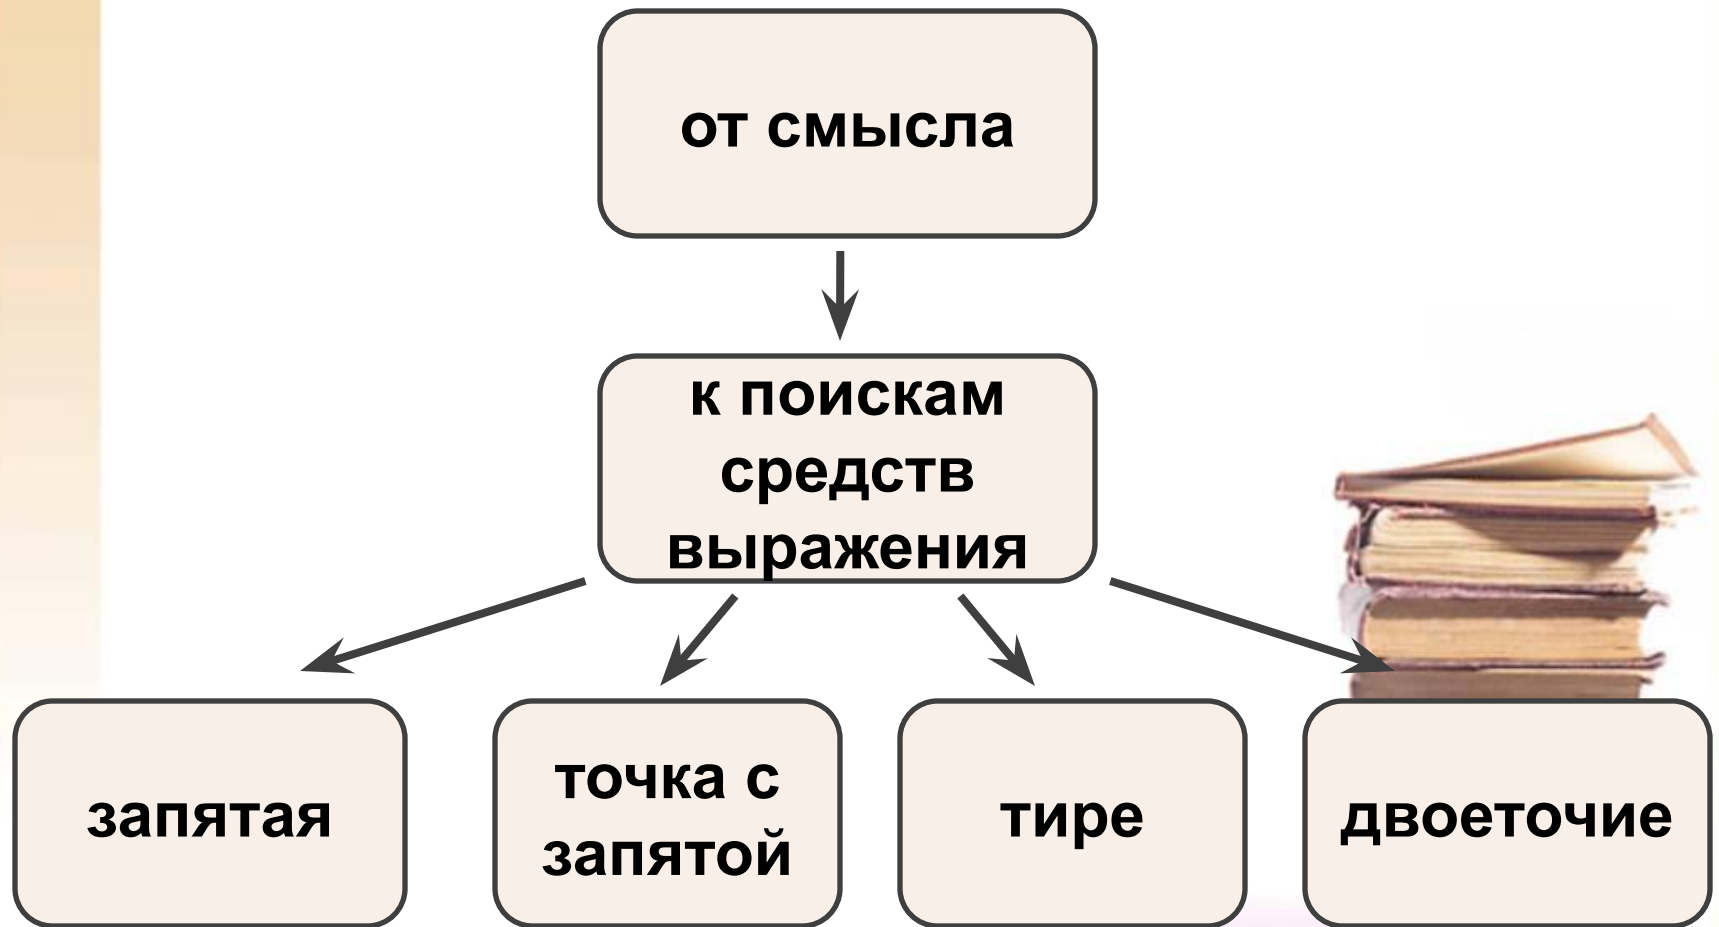 от смысла
к поискам
средств
выражения
запятая
точка с
запятой
тире
двоеточие